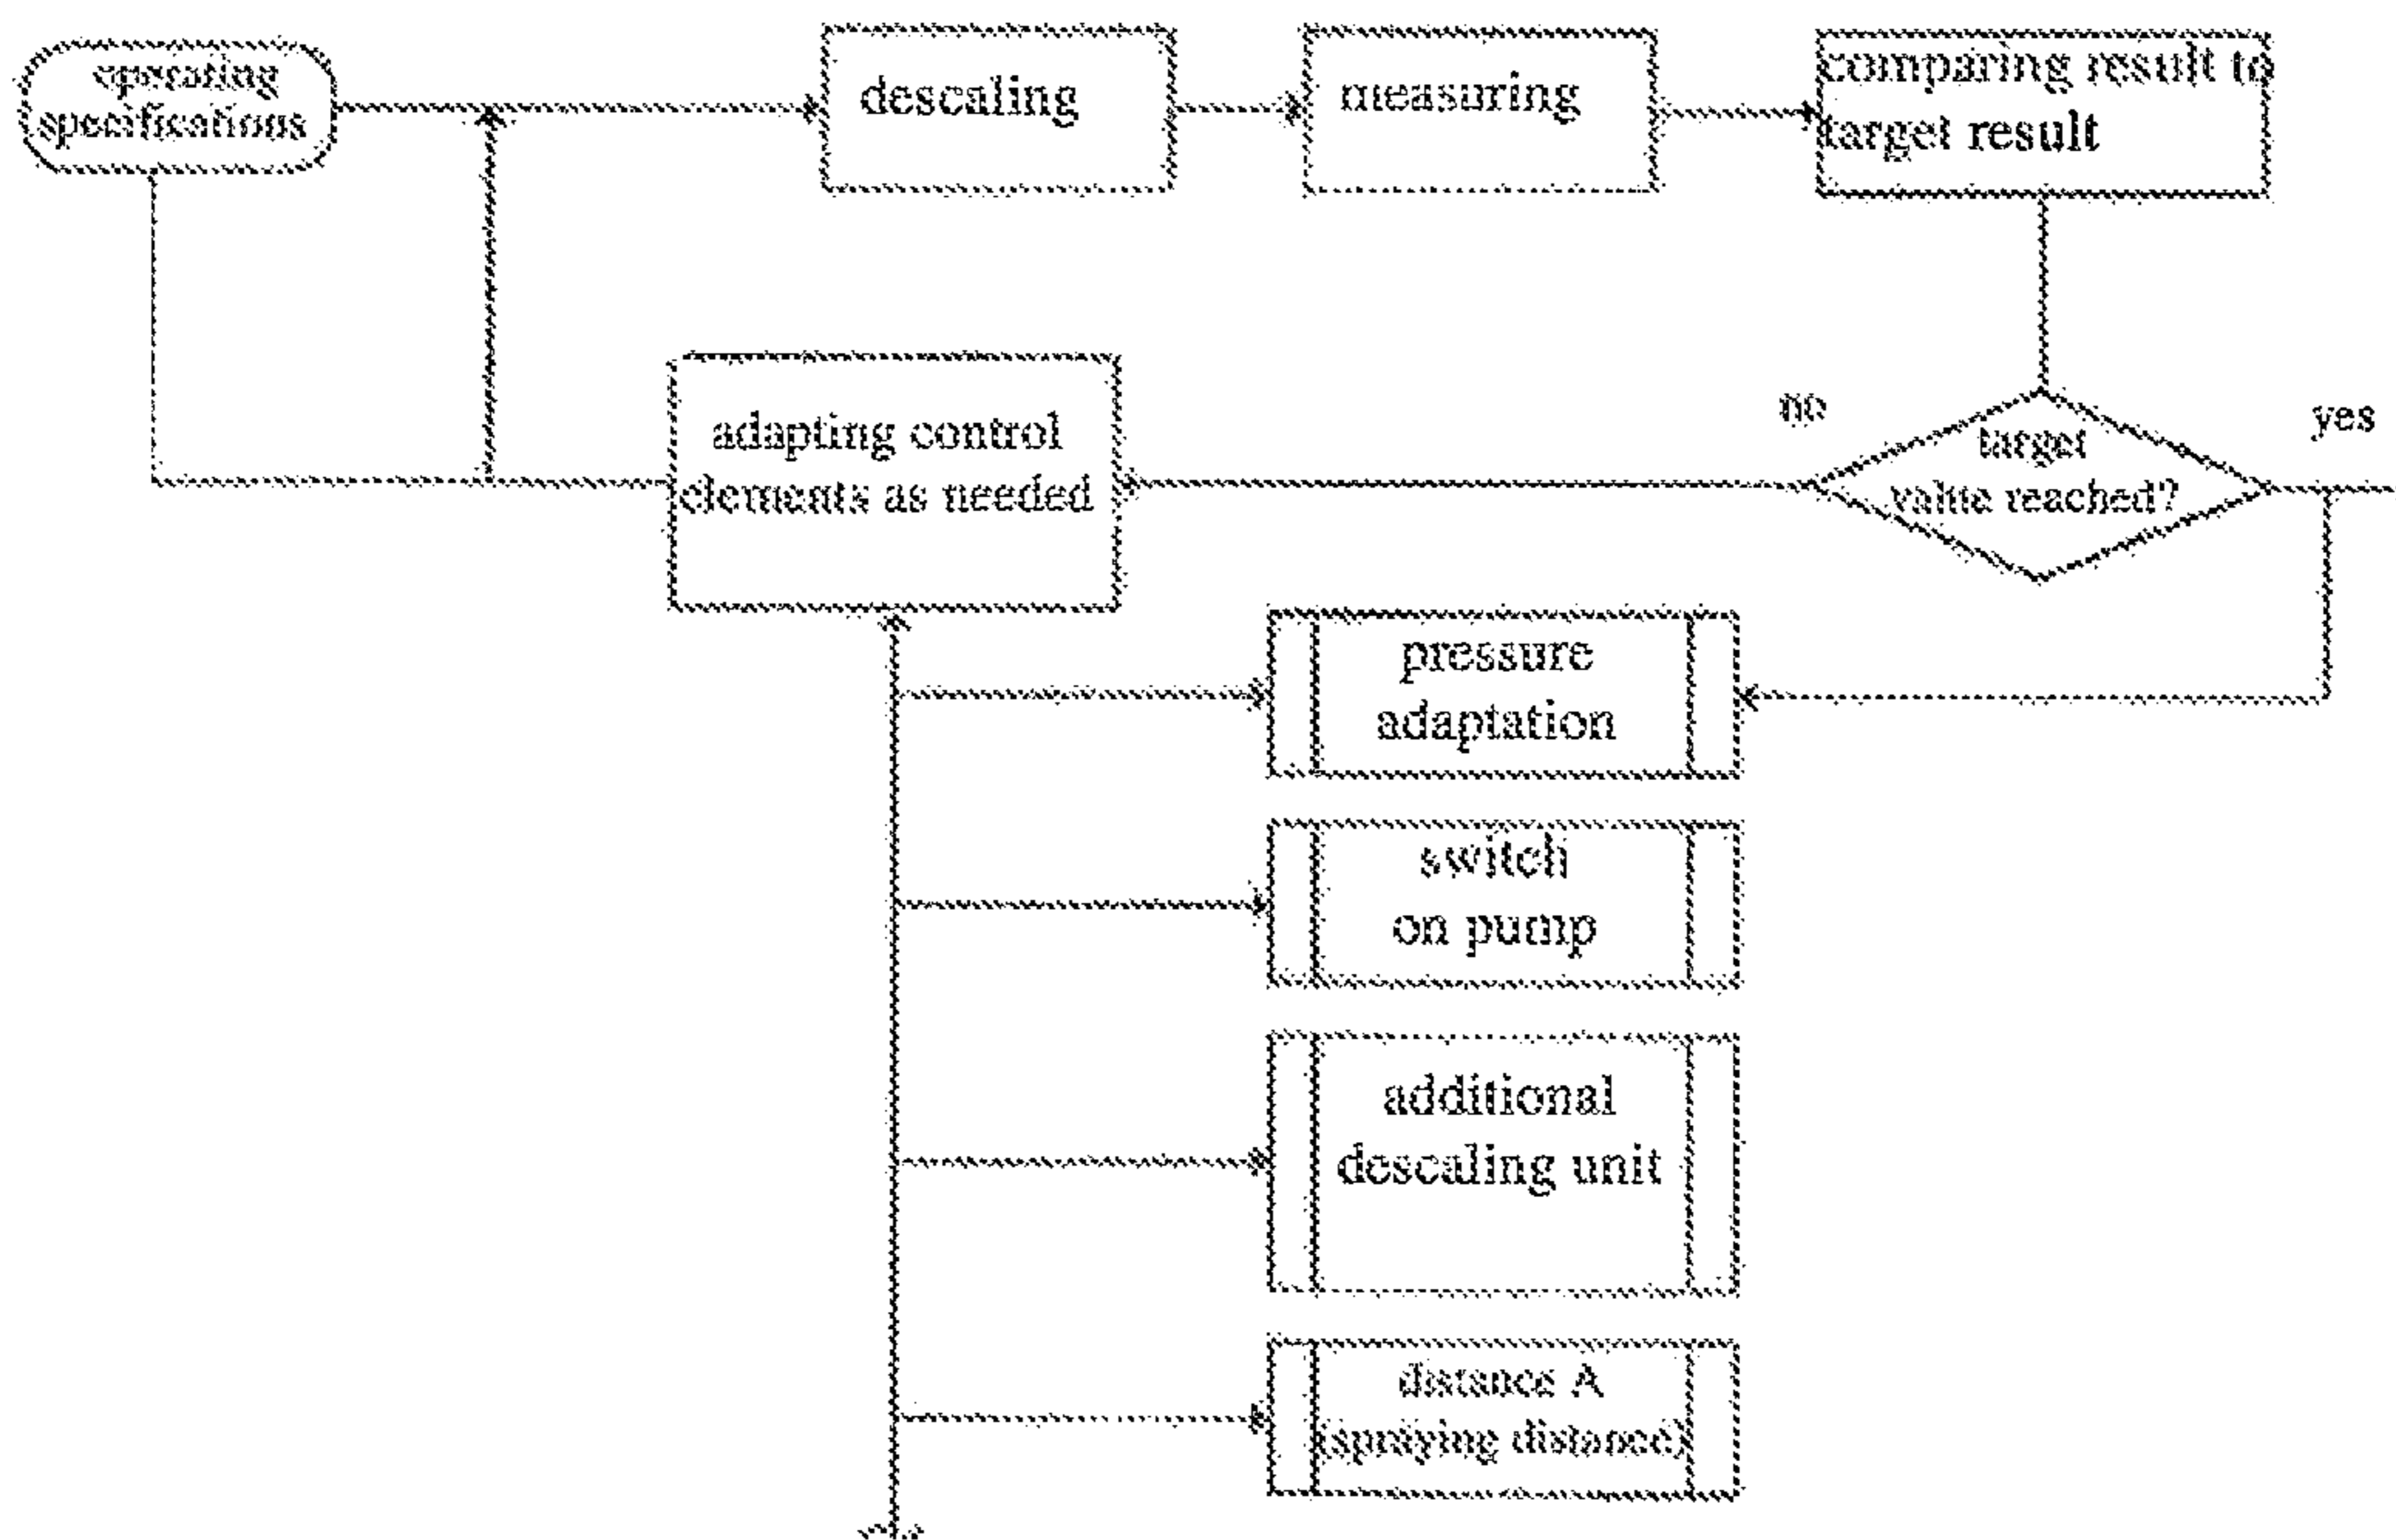 operating
specifications
descaling
measuring
comparing result to
target result
no
yes
target
value reached?
adapting control
elements as needed
pressure
adaptation
switch
on pump
additional
descaling unit
distance A
(spraying distance)